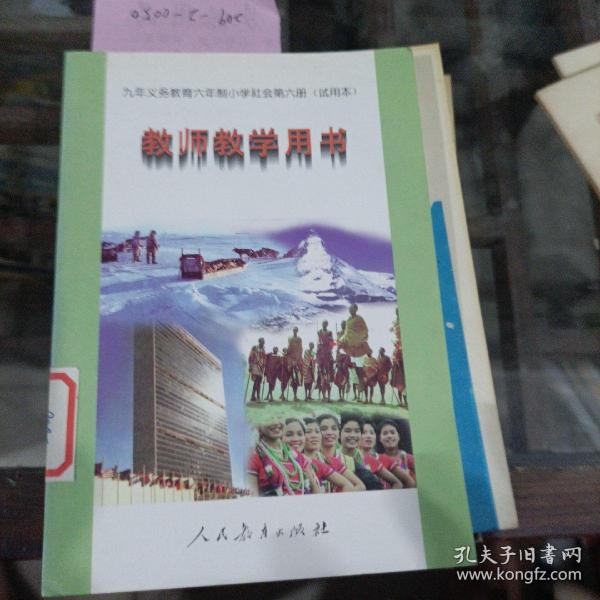 九年义务教育六年制小学社会第六册（试用本）
教师教学用书
人民教育出版社
孔夫子旧书网
www.kongfz.com